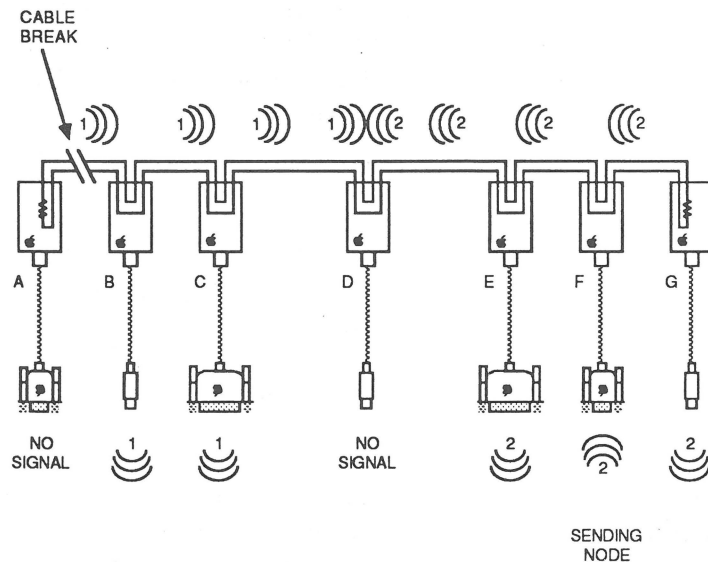 CABLE
BREAK
1 1 1 1 2 2 2 2
A B C D E F G
NO
SIGNAL
1
1
NO
SIGNAL
2
2
2
SENDING
NODE